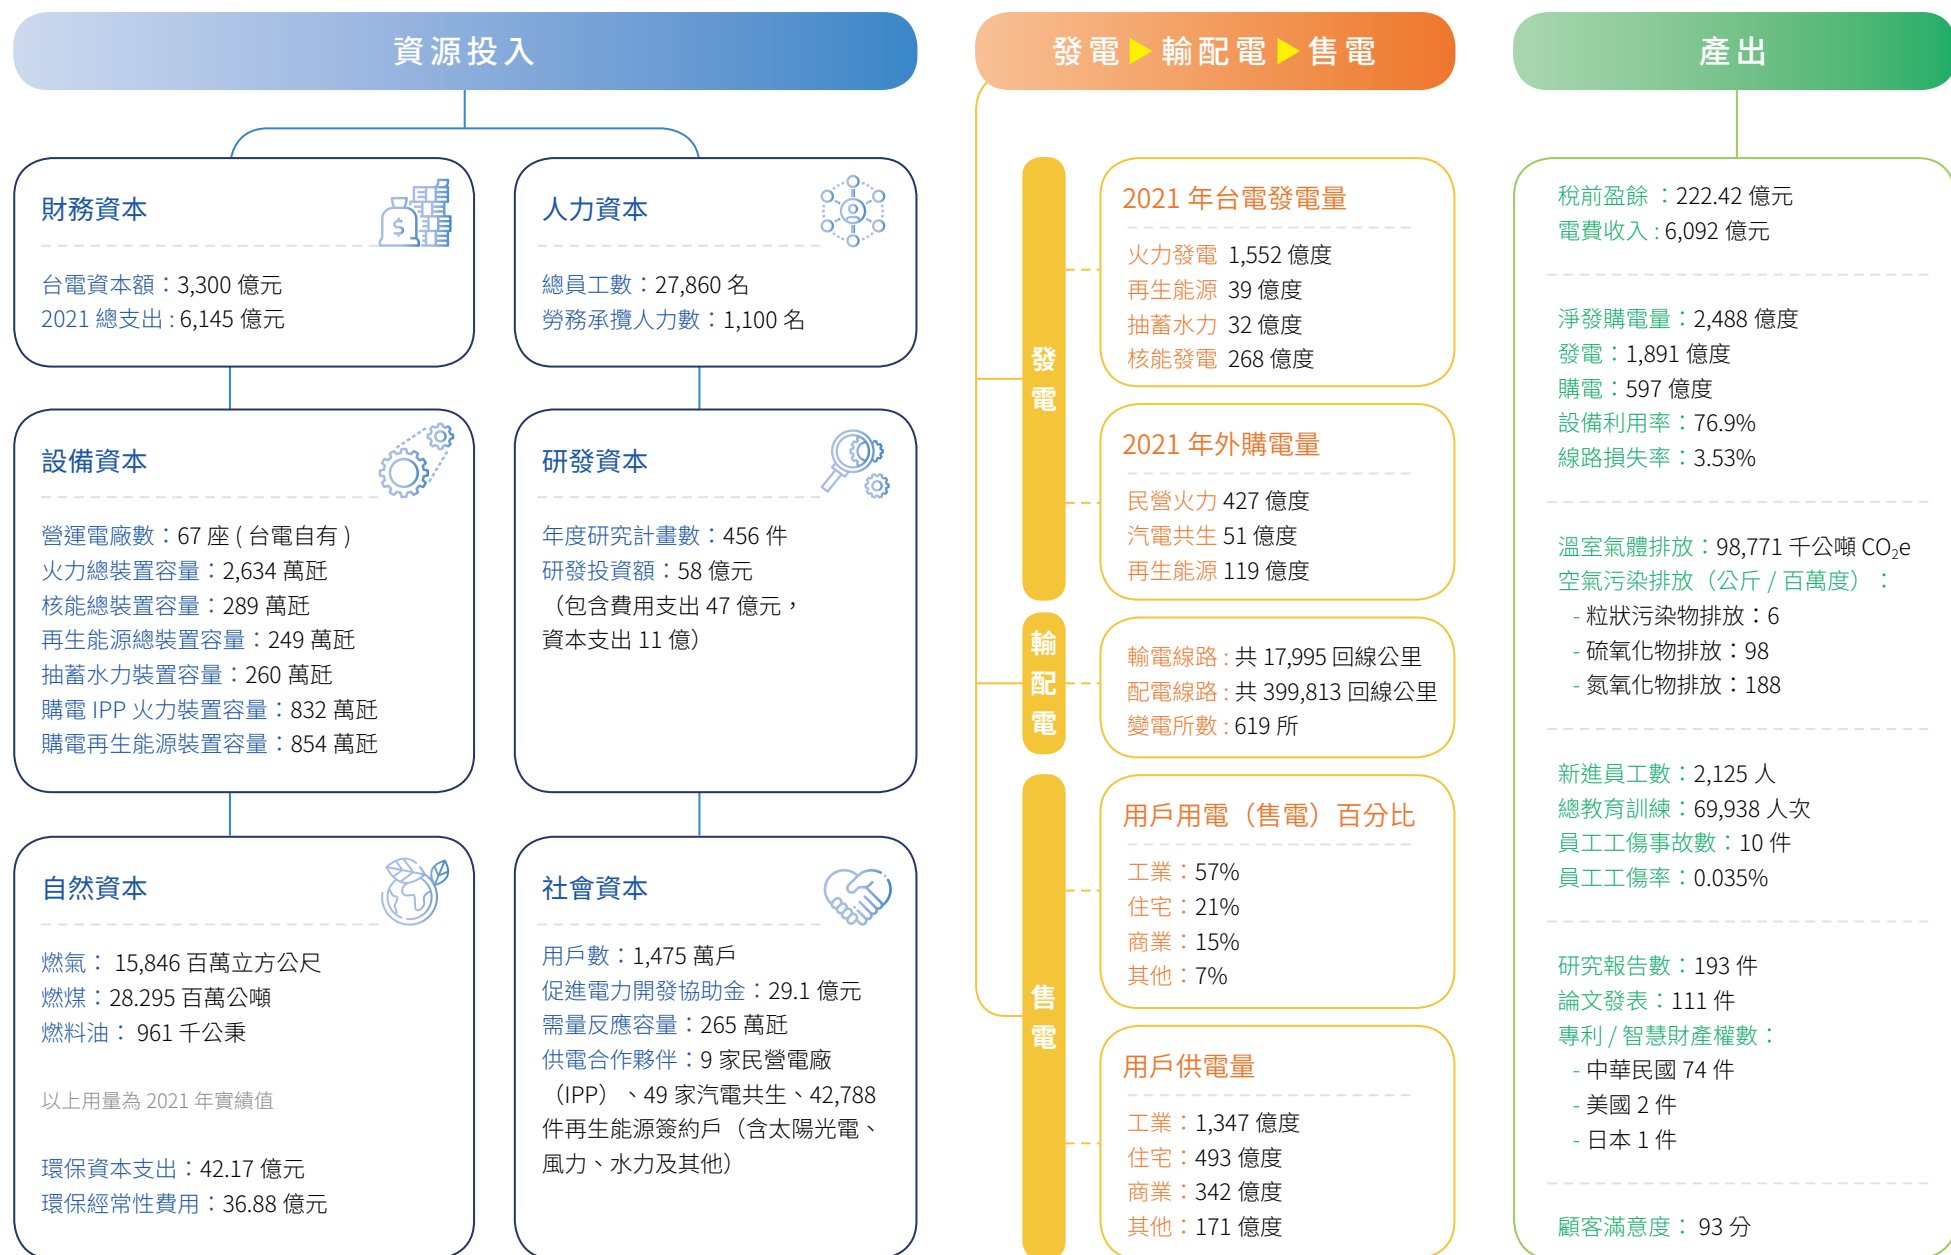 資源投入
財務資本
台電資本額：3,300 億元
2021 總支出 : 6,145 億元
人力資本
總員工數：27,860 名
勞務承攬人力數：1,100 名
設備資本
營運電廠數：67 座 ( 台電自有 )
火力總裝置容量：2,634 萬瓩
核能總裝置容量：289 萬瓩
再生能源總裝置容量：249 萬瓩
抽蓄水力裝置容量：260 萬瓩
購電 IPP 火力裝置容量：832 萬瓩
購電再生能源裝置容量：854 萬瓩
研發資本
年度研究計畫數：456 件
研發投資額：58 億元
（包含費用支出 47 億元，
資本支出 11 億）
自然資本
燃氣： 15,846 百萬立方公尺
燃煤：28.295 百萬公噸
燃料油： 961 千公秉
以上用量為 2021 年實績值
環保資本支出：42.17 億元
環保經常性費用：36.88 億元
社會資本
用戶數：1,475 萬戶
促進電力開發協助金：29.1 億元
需量反應容量：265 萬瓩
供電合作夥伴：9 家民營電廠
（IPP）、49 家汽電共生、42,788
件再生能源簽約戶（含太陽光電、
風力、水力及其他）
發電▶輸配電▶售電
發電
2021 年台電發電量
火力發電 1,552 億度
再生能源 39 億度
抽蓄水力 32 億度
核能發電 268 億度
2021 年外購電量
民營火力 427 億度
汽電共生 51 億度
再生能源 119 億度
輸配電
輸電線路 : 共 17,995 回線公里
配電線路 : 共 399,813 回線公里
變電所數 : 619 所
售電
用戶用電（售電）百分比
工業：57%
住宅：21%
商業：15%
其他：7%
用戶供電量
工業：1,347 億度
住宅：493 億度
商業：342 億度
其他：171 億度
產出
稅前盈餘 ：222.42 億元
電費收入 : 6,092 億元
淨發購電量：2,488 億度
發電：1,891 億度
購電：597 億度
設備利用率：76.9%
線路損失率：3.53%
溫室氣體排放：98,771 千公噸 CO₂e
空氣污染排放（公斤 / 百萬度）：
- 粒狀污染物排放：6
- 硫氧化物排放：98
- 氮氧化物排放：188
新進員工數：2,125 人
總教育訓練：69,938 人次
員工工傷事故數：10 件
員工工傷率：0.035%
研究報告數：193 件
論文發表：111 件
專利 / 智慧財產權數：
- 中華民國 74 件
- 美國 2 件
- 日本 1 件
顧客滿意度： 93 分